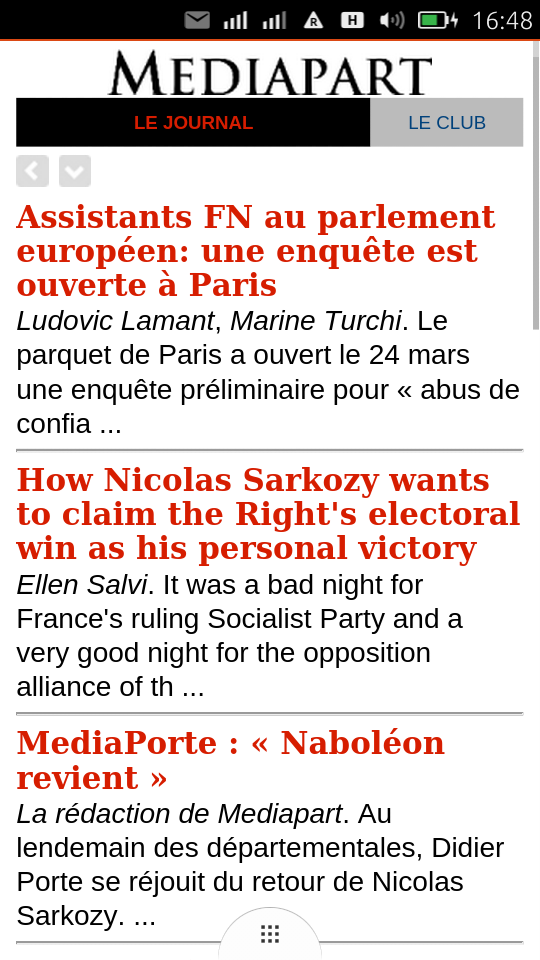 R H 16:48
MEDIAPART
LE JOURNAL LE CLUB
Assistants FN au parlement
européen: une enquête est
ouverte à Paris
Ludovic Lamant, Marine Turchi. Le
parquet de Paris a ouvert le 24 mars
une enquête préliminaire pour « abus de
confia ...
How Nicolas Sarkozy wants
to claim the Right's electoral
win as his personal victory
Ellen Salvi. It was a bad night for
France's ruling Socialist Party and a
very good night for the opposition
alliance of th ...
MediaPorte : « Naboléon
revient »
La rédaction de Mediapart. Au
lendemain des départementales, Didier
Porte se réjouit du retour de Nicolas
Sarkozy. ...